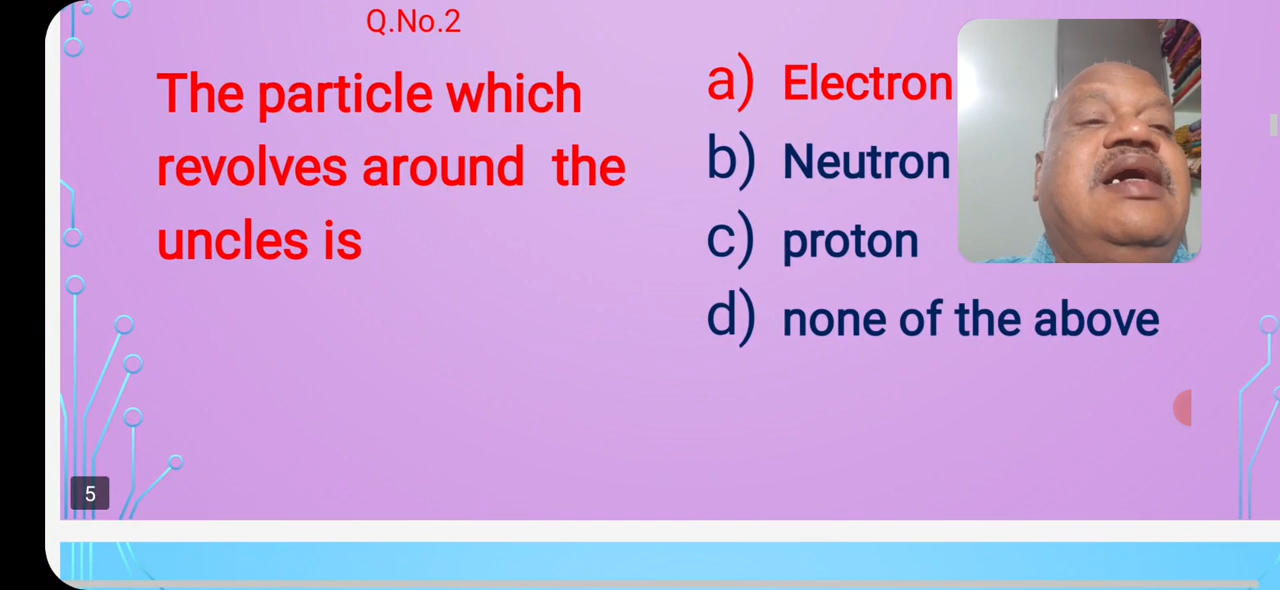 Q.No.2
The particle which
revolves around the
uncles is
a) Electron
b) Neutron
c) proton
d) none of the above
5